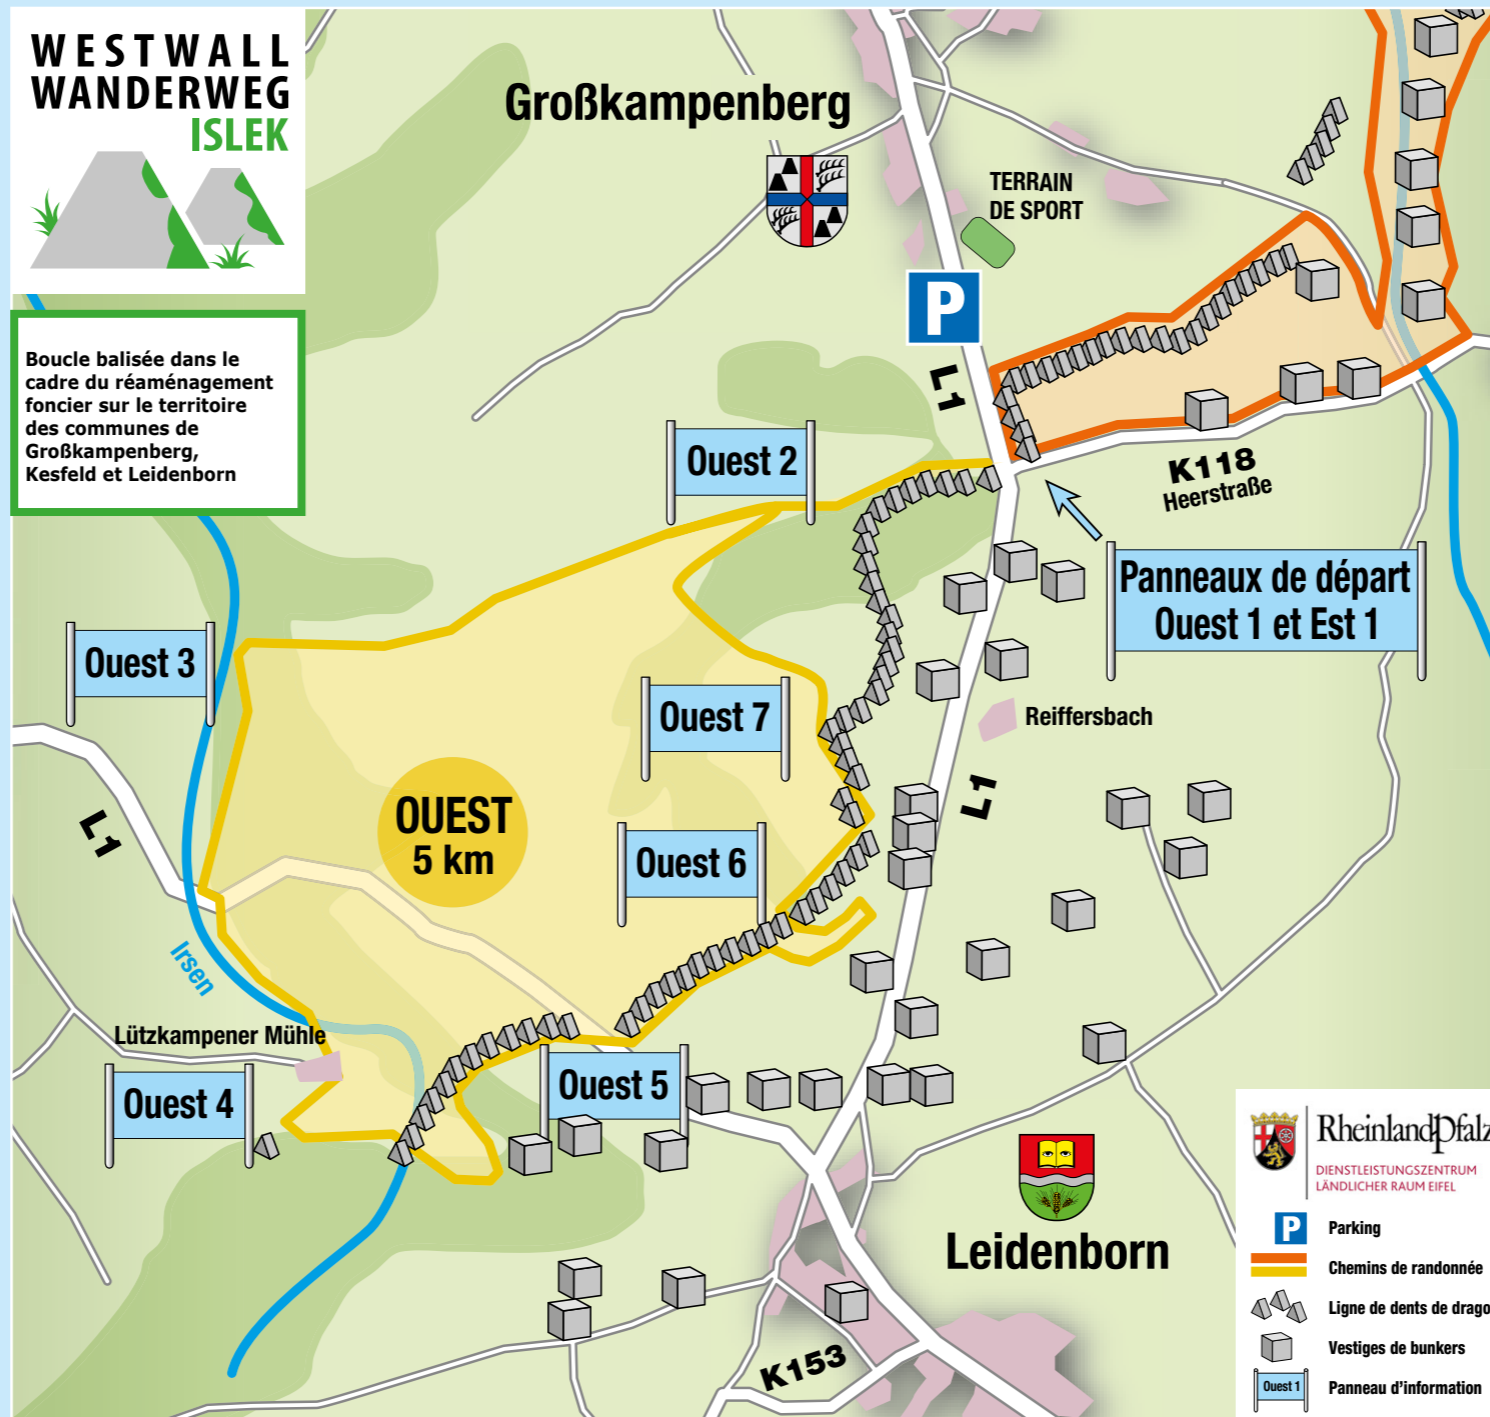 WESTWALL
WANDERWEG
ISLEK
Boucle balisée dans le
cadre du réaménagement
foncier sur le territoire
des communes de
Großkampenberg,
Kesfeld et Leidenborn
Großkampenberg
TERRAIN
DE SPORT
P
L1
K118
Heerstraße
Ouest 2
Panneaux de départ
Ouest 1 et Est 1
Ouest 3
Ouest 7
Reiffersbach
L1
L1
OUEST
5 km
Ouest 6
Irsen
Lützkampener Mühle
Ouest 4
Ouest 5
Leidenborn
K153
RheinlandPfalz
DIENSTLEISTUNGSZENTRUM
LÄNDLICHER RAUM EIFEL
P Parking
Chemins de randonnée
Ligne de dents de drago
Vestiges de bunkers
Ouest 1 Panneau d'information